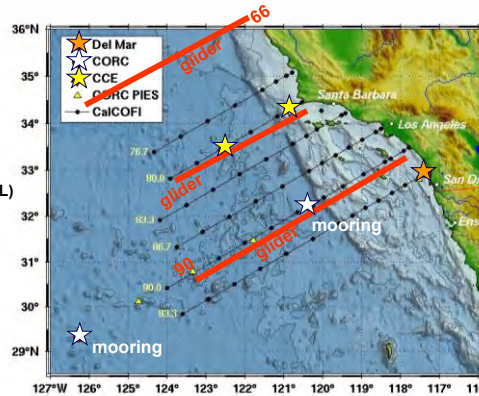 66
36°N
Del Mar
CORC
CCE
CORC PIES
CalCOFI
glider
35°
Santa Barbara
Los Angeles
34°
76.7
33°
80.0
glider
San D
L)
32°
83.3
mooring
Ens
86.7
31°
90
glider
90.0
30°
93.3
29°N
mooring
127°W
126°
125°
124°
123°
122°
121°
120°
119°
118°
117°